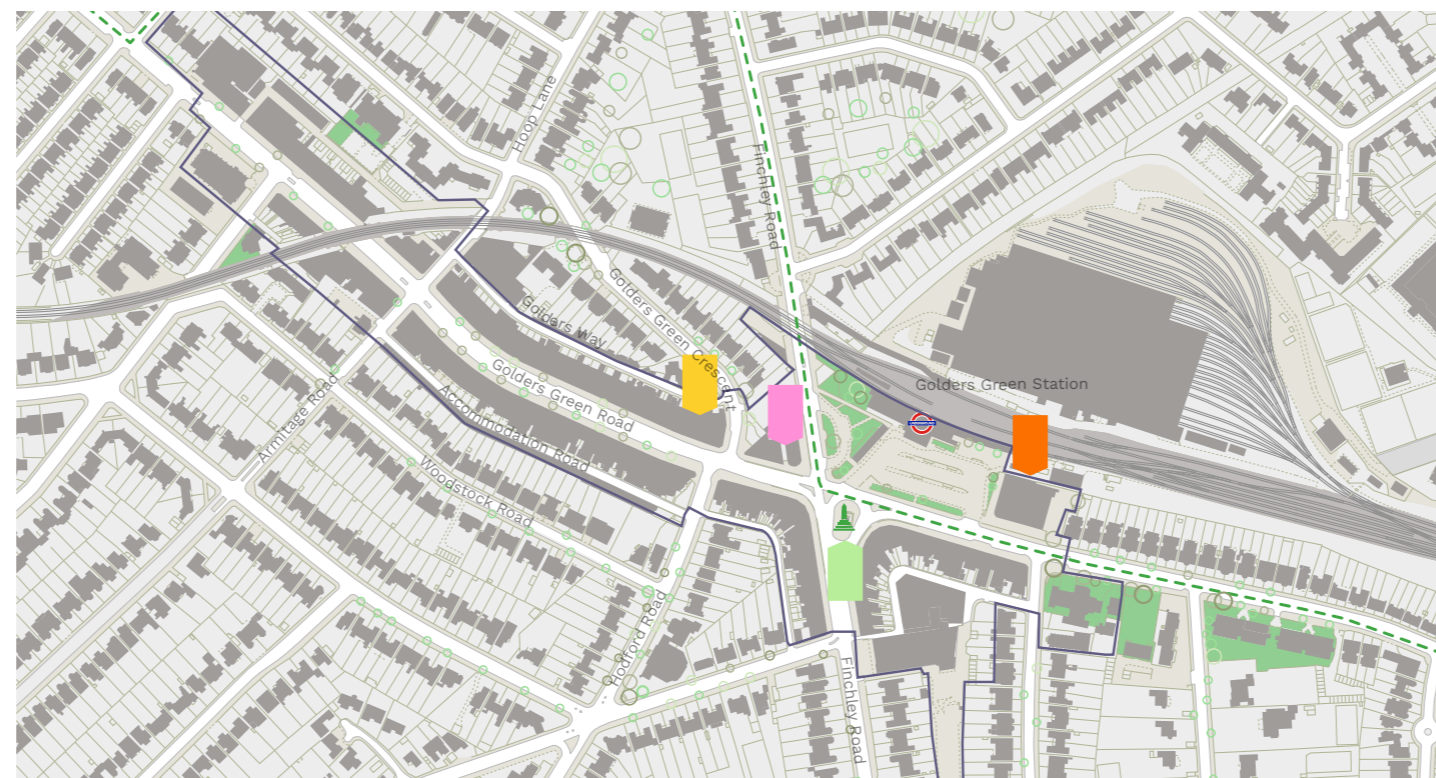 Hoop Lane
Finchley Road
Golders Green Crescent
Golders Way
Golders Green Station
Golders Green Road
Armitage Road
Accommodation Road
Woodstock Road
Rodford Road
Finchley Road